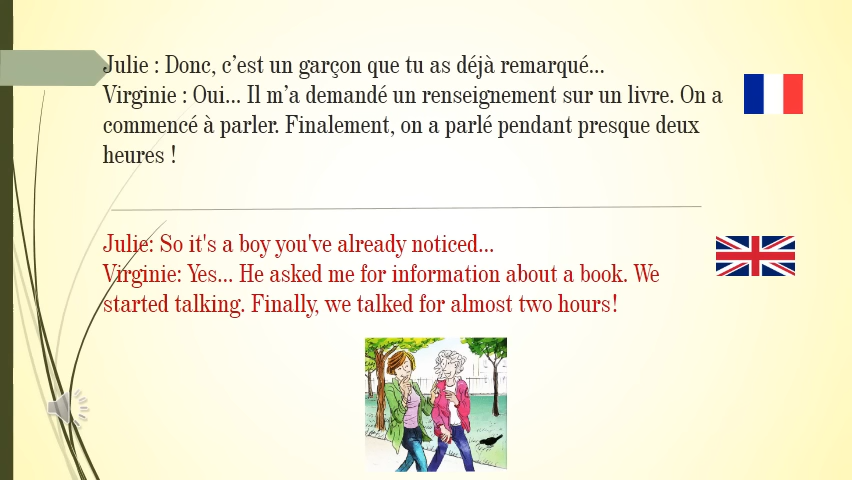 Julie : Donc, c’est un garçon que tu as déjà remarqué...
Virginie : Oui... Il m’a demandé un renseignement sur un livre. On a
commencé à parler. Finalement, on a parlé pendant presque deux
heures !
Julie: So it's a boy you've already noticed...
Virginie: Yes... He asked me for information about a book. We
started talking. Finally, we talked for almost two hours!